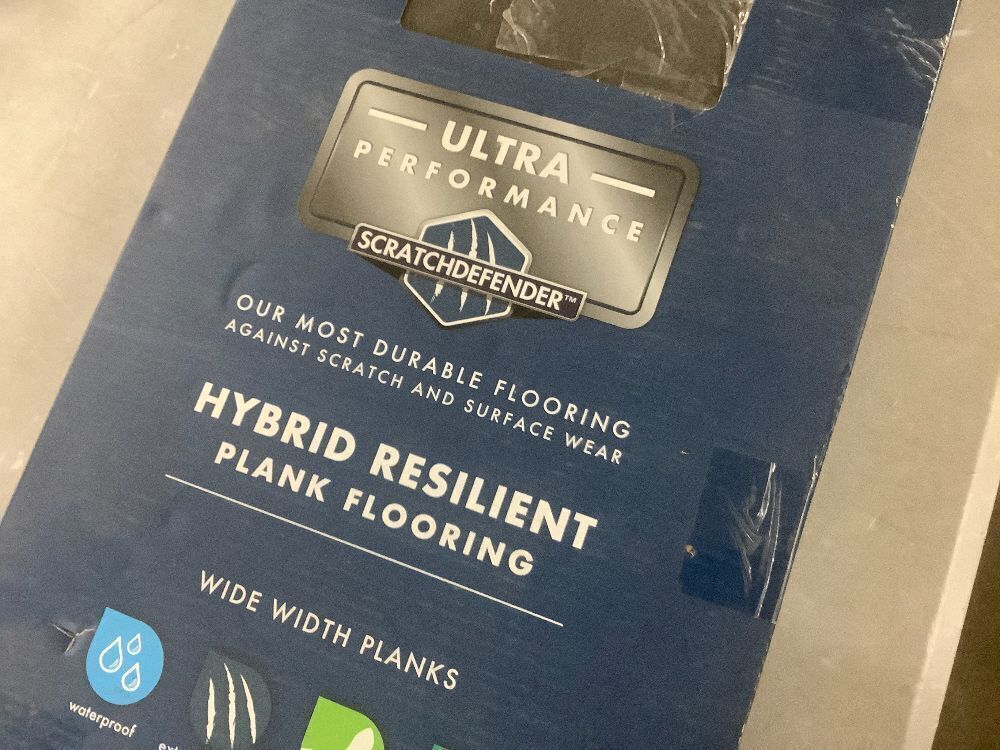 ULTRA
PERFORMANCE
SCRATCHDEFENDER™
OUR MOST DURABLE FLOORING
AGAINST SCRATCH AND SURFACE WEAR
HYBRID RESILIENT
PLANK FLOORING
WIDE WIDTH PLANKS
waterproof